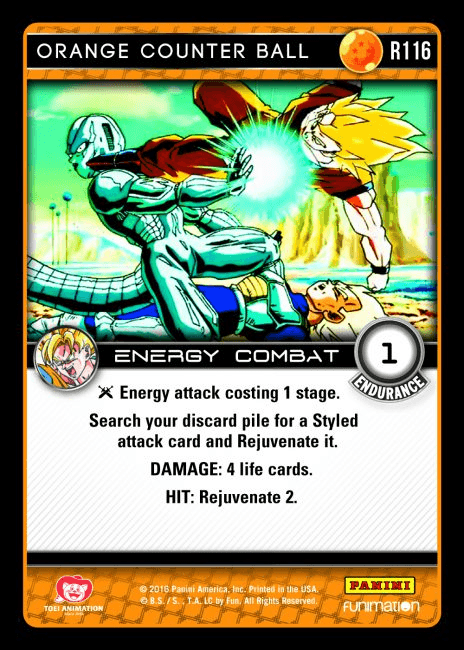 ORANGE COUNTER BALL
R116
ENERGY COMBAT
1
ENDURANCE
Energy attack costing 1 stage.
Search your discard pile for a Styled
attack card and Rejuvenate it.
DAMAGE: 4 life cards.
HIT: Rejuvenate 2.
TOEI ANIMATION
© 2016 Panini America, Inc. Printed in the USA.
© B.S. / S., T.A. LC by Fun. All Rights Reserved.
PANINI
FUNIMATION